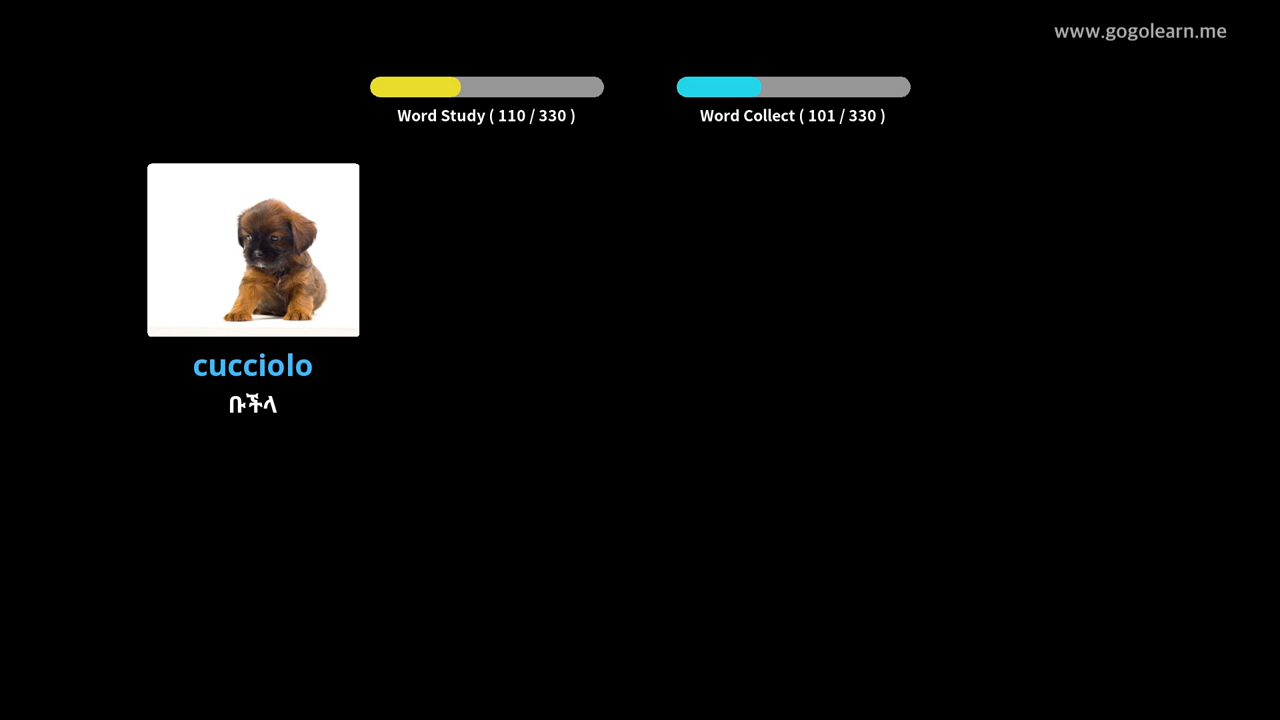 www.gogolearn.me
Word Study ( 110 / 330 )
Word Collect ( 101 / 330 )
cucciolo
ቡችላ